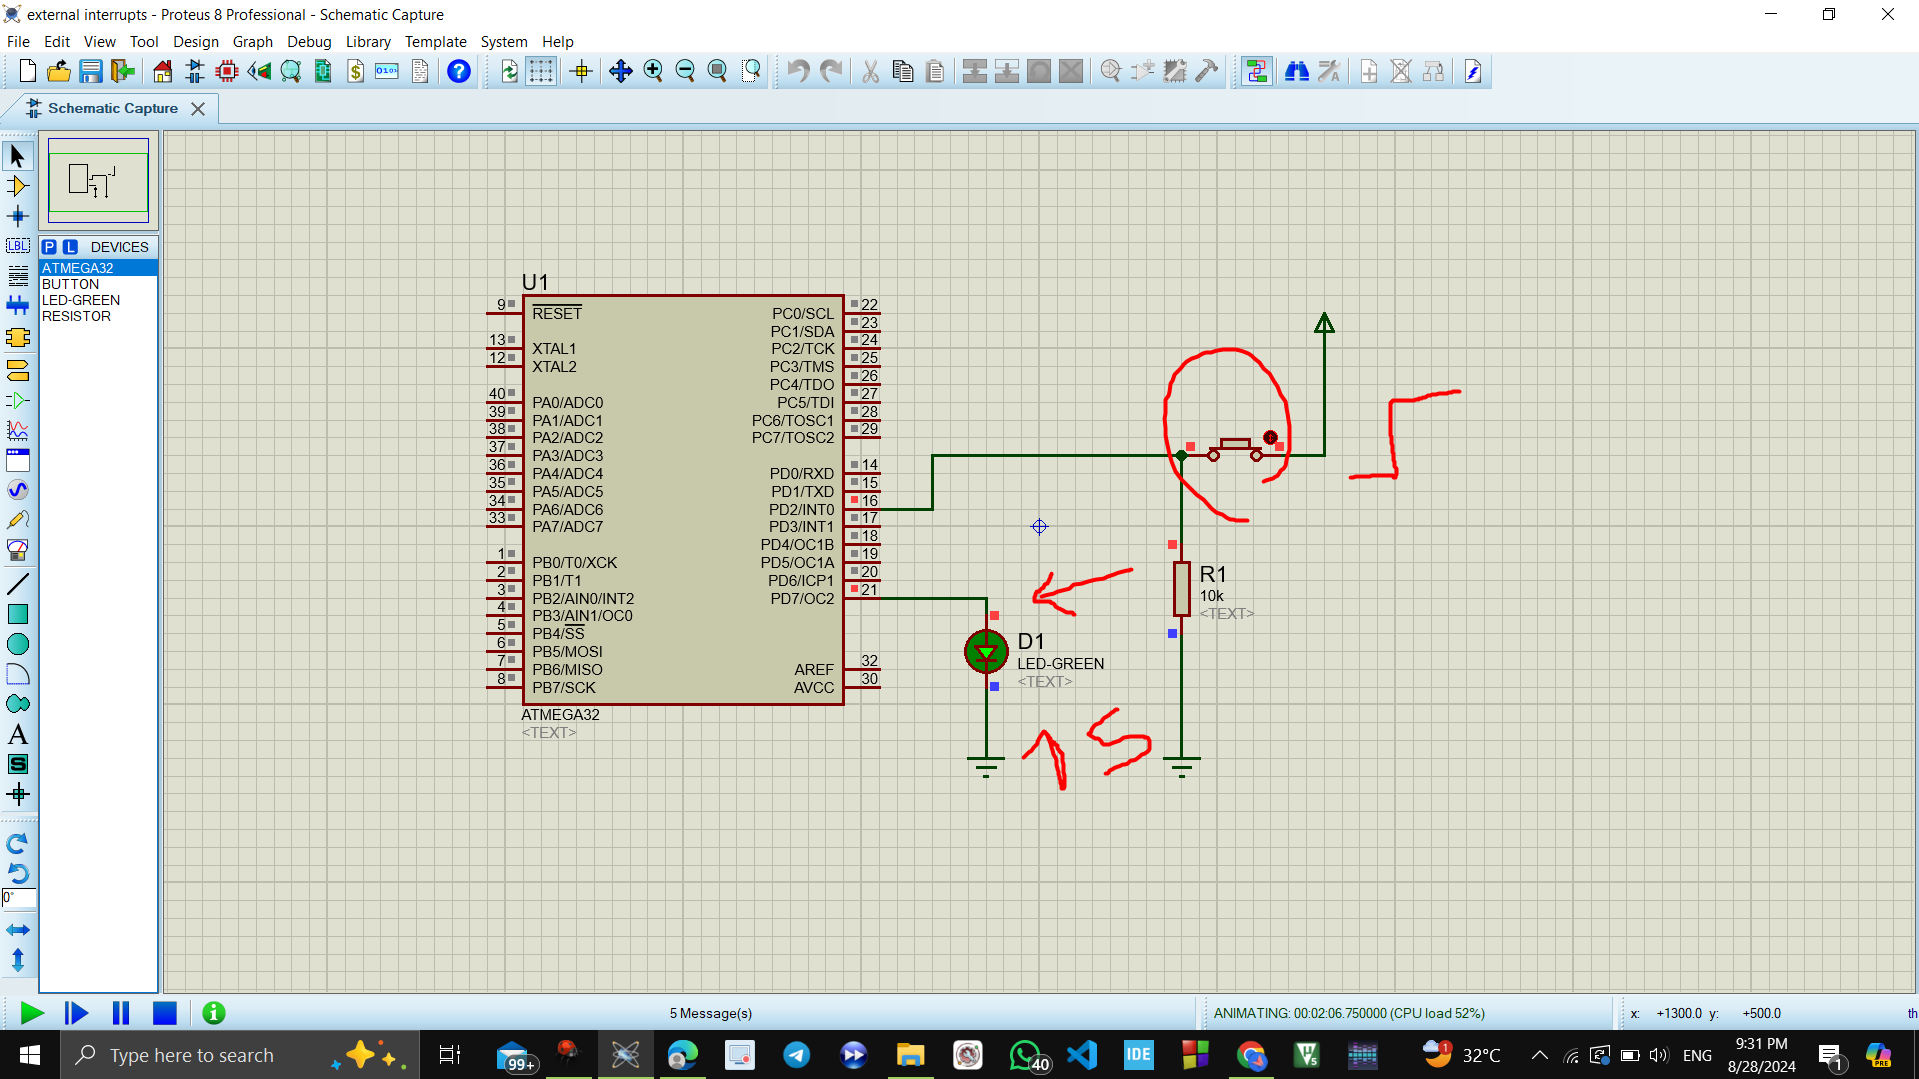 external interrupts - Proteus 8 Professional - Schematic Capture
File Edit View Tool Design Graph Debug Library Template System Help
Schematic Capture
P L DEVICES
ATMEGA32
BUTTON
LED-GREEN
RESISTOR
LBL
A
S
0°
U1
9 RESET
13 XTAL1
12 XTAL2
40 PA0/ADC0
39 PA1/ADC1
38 PA2/ADC2
37 PA3/ADC3
36 PA4/ADC4
35 PA5/ADC5
34 PA6/ADC6
33 PA7/ADC7
1 PB0/T0/XCK
2 PB1/T1
3 PB2/AIN0/INT2
4 PB3/AIN1/OC0
5 PB4/SS
6 PB5/MOSI
7 PB6/MISO
8 PB7/SCK
PC0/SCL 22
PC1/SDA 23
PC2/TCK 24
PC3/TMS 25
PC4/TDO 26
PC5/TDI 27
PC6/TOSC1 28
PC7/TOSC2 29
PD0/RXD 14
PD1/TXD 15
PD2/INT0 16
PD3/INT1 17
PD4/OC1B 18
PD5/OC1A 19
PD6/ICP1 20
PD7/OC2 21
AREF 32
AVCC 30
ATMEGA32
<TEXT>
R1
10k
<TEXT>
D1
LED-GREEN
<TEXT>
1S
5 Message(s)
ANIMATING: 00:02:06.750000 (CPU load 52%)
x: +1300.0 y: +500.0 th
Type here to search
99+
40
IDE
1
32°C
ENG
9:31 PM
8/28/2024
1
PRE